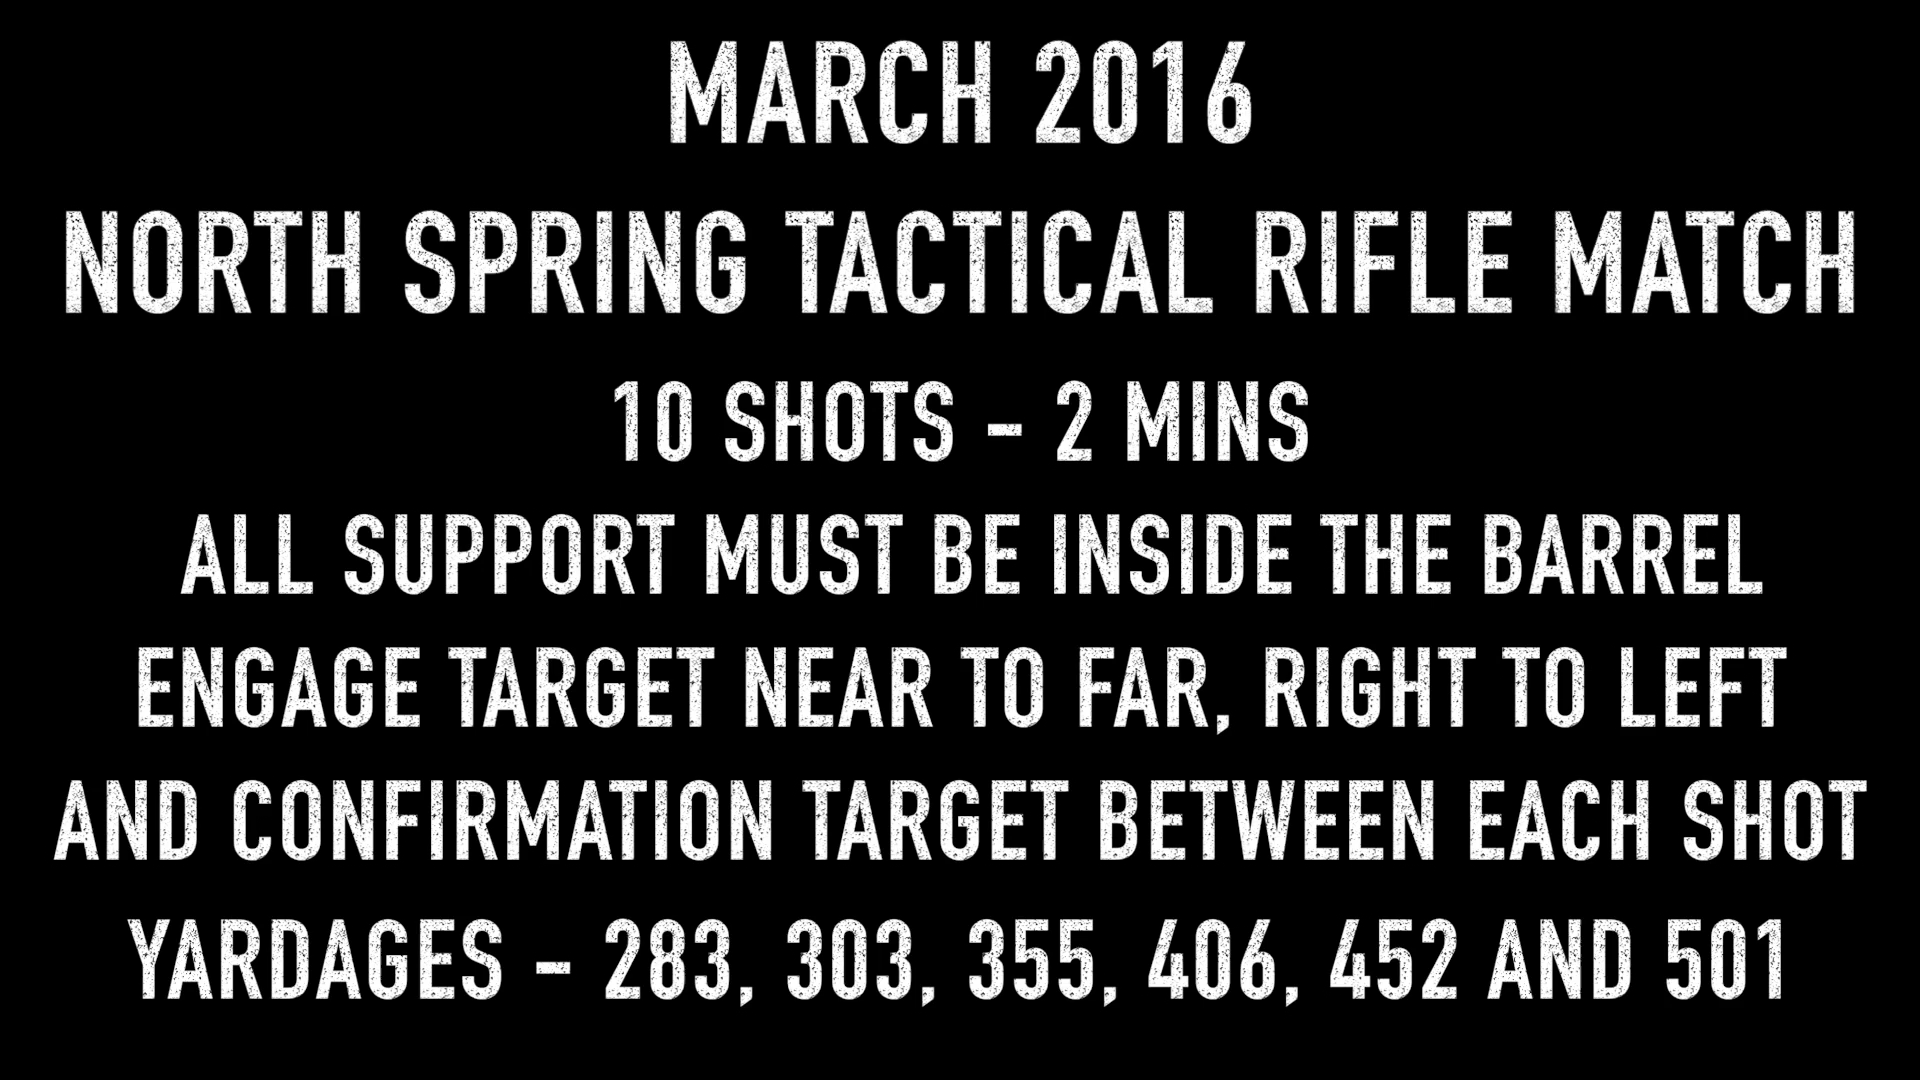 MARCH 2016
NORTH SPRING TACTICAL RIFLE MATCH
10 SHOTS - 2 MINS
ALL SUPPORT MUST BE INSIDE THE BARREL
ENGAGE TARGET NEAR TO FAR, RIGHT TO LEFT
AND CONFIRMATION TARGET BETWEEN EACH SHOT
YARDAGES - 283, 303, 355, 406, 452 AND 501